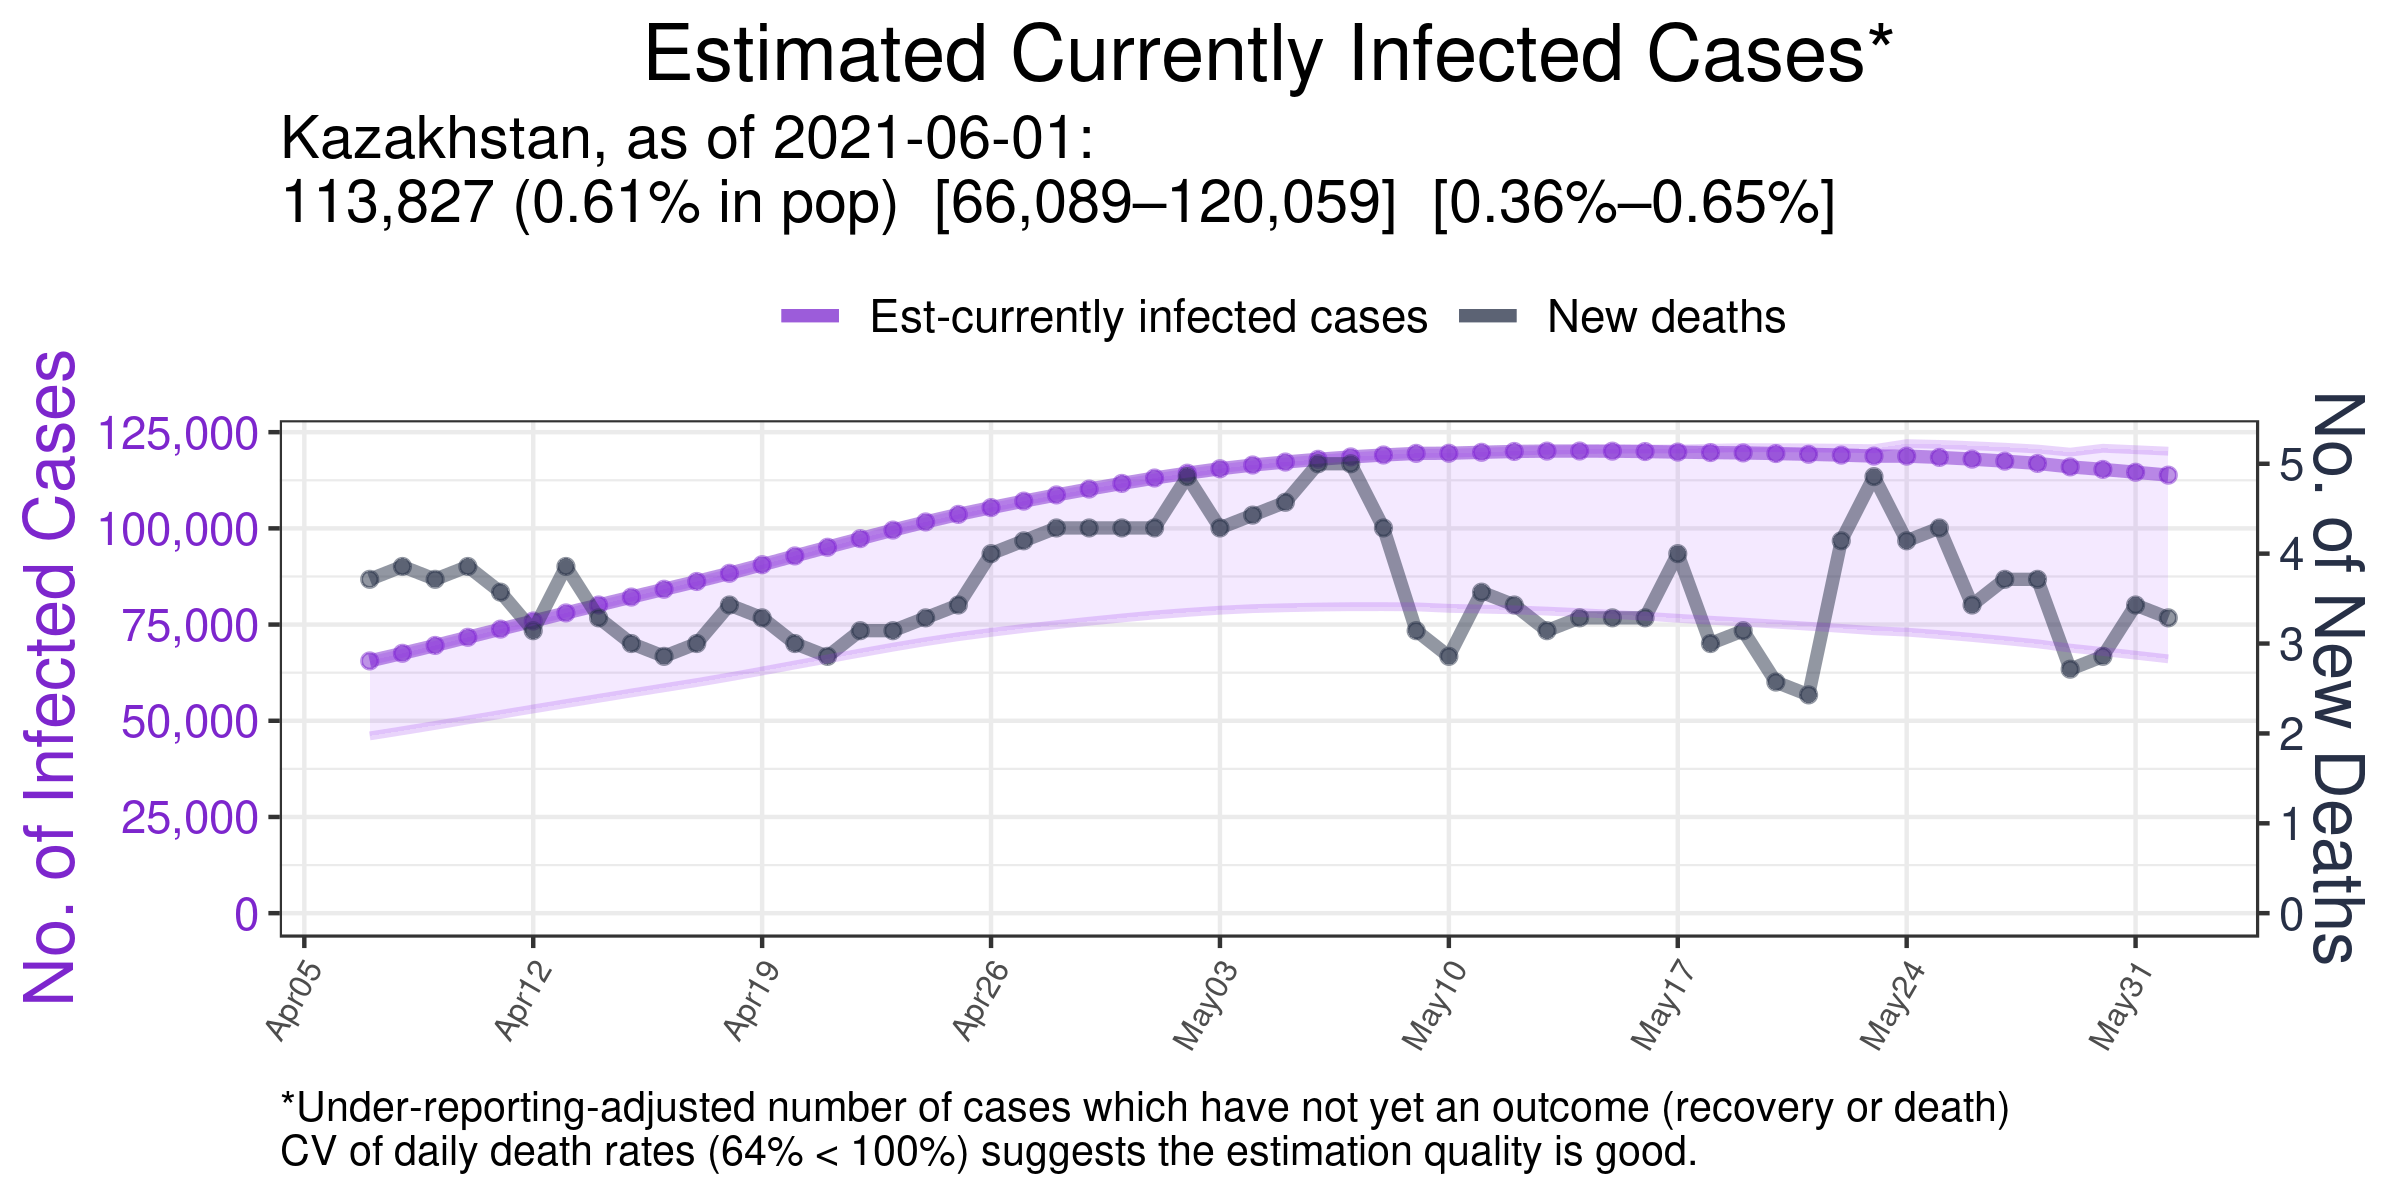 Estimated Currently Infected Cases*
Kazakhstan, as of 2021-06-01:
113,827 (0.61% in pop)  [66,089–120,059]  [0.36%–0.65%]
Est-currently infected cases
New deaths
No. of Infected Cases
125,000
100,000
75,000
50,000
25,000
0
5
4
3
2
1
0
No. of New Deaths
Apr05
Apr12
Apr19
Apr26
May03
May10
May17
May24
May31
*Under-reporting-adjusted number of cases which have not yet an outcome (recovery or death)
CV of daily death rates (64% < 100%) suggests the estimation quality is good.